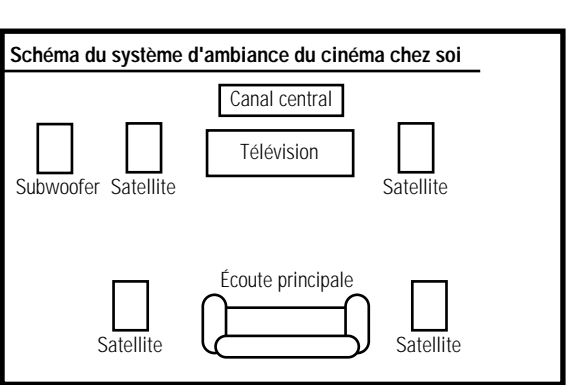 Schéma du système d'ambiance du cinéma chez soi
Canal central
Télévision
Subwoofer Satellite
Satellite
Écoute principale
Satellite
Satellite